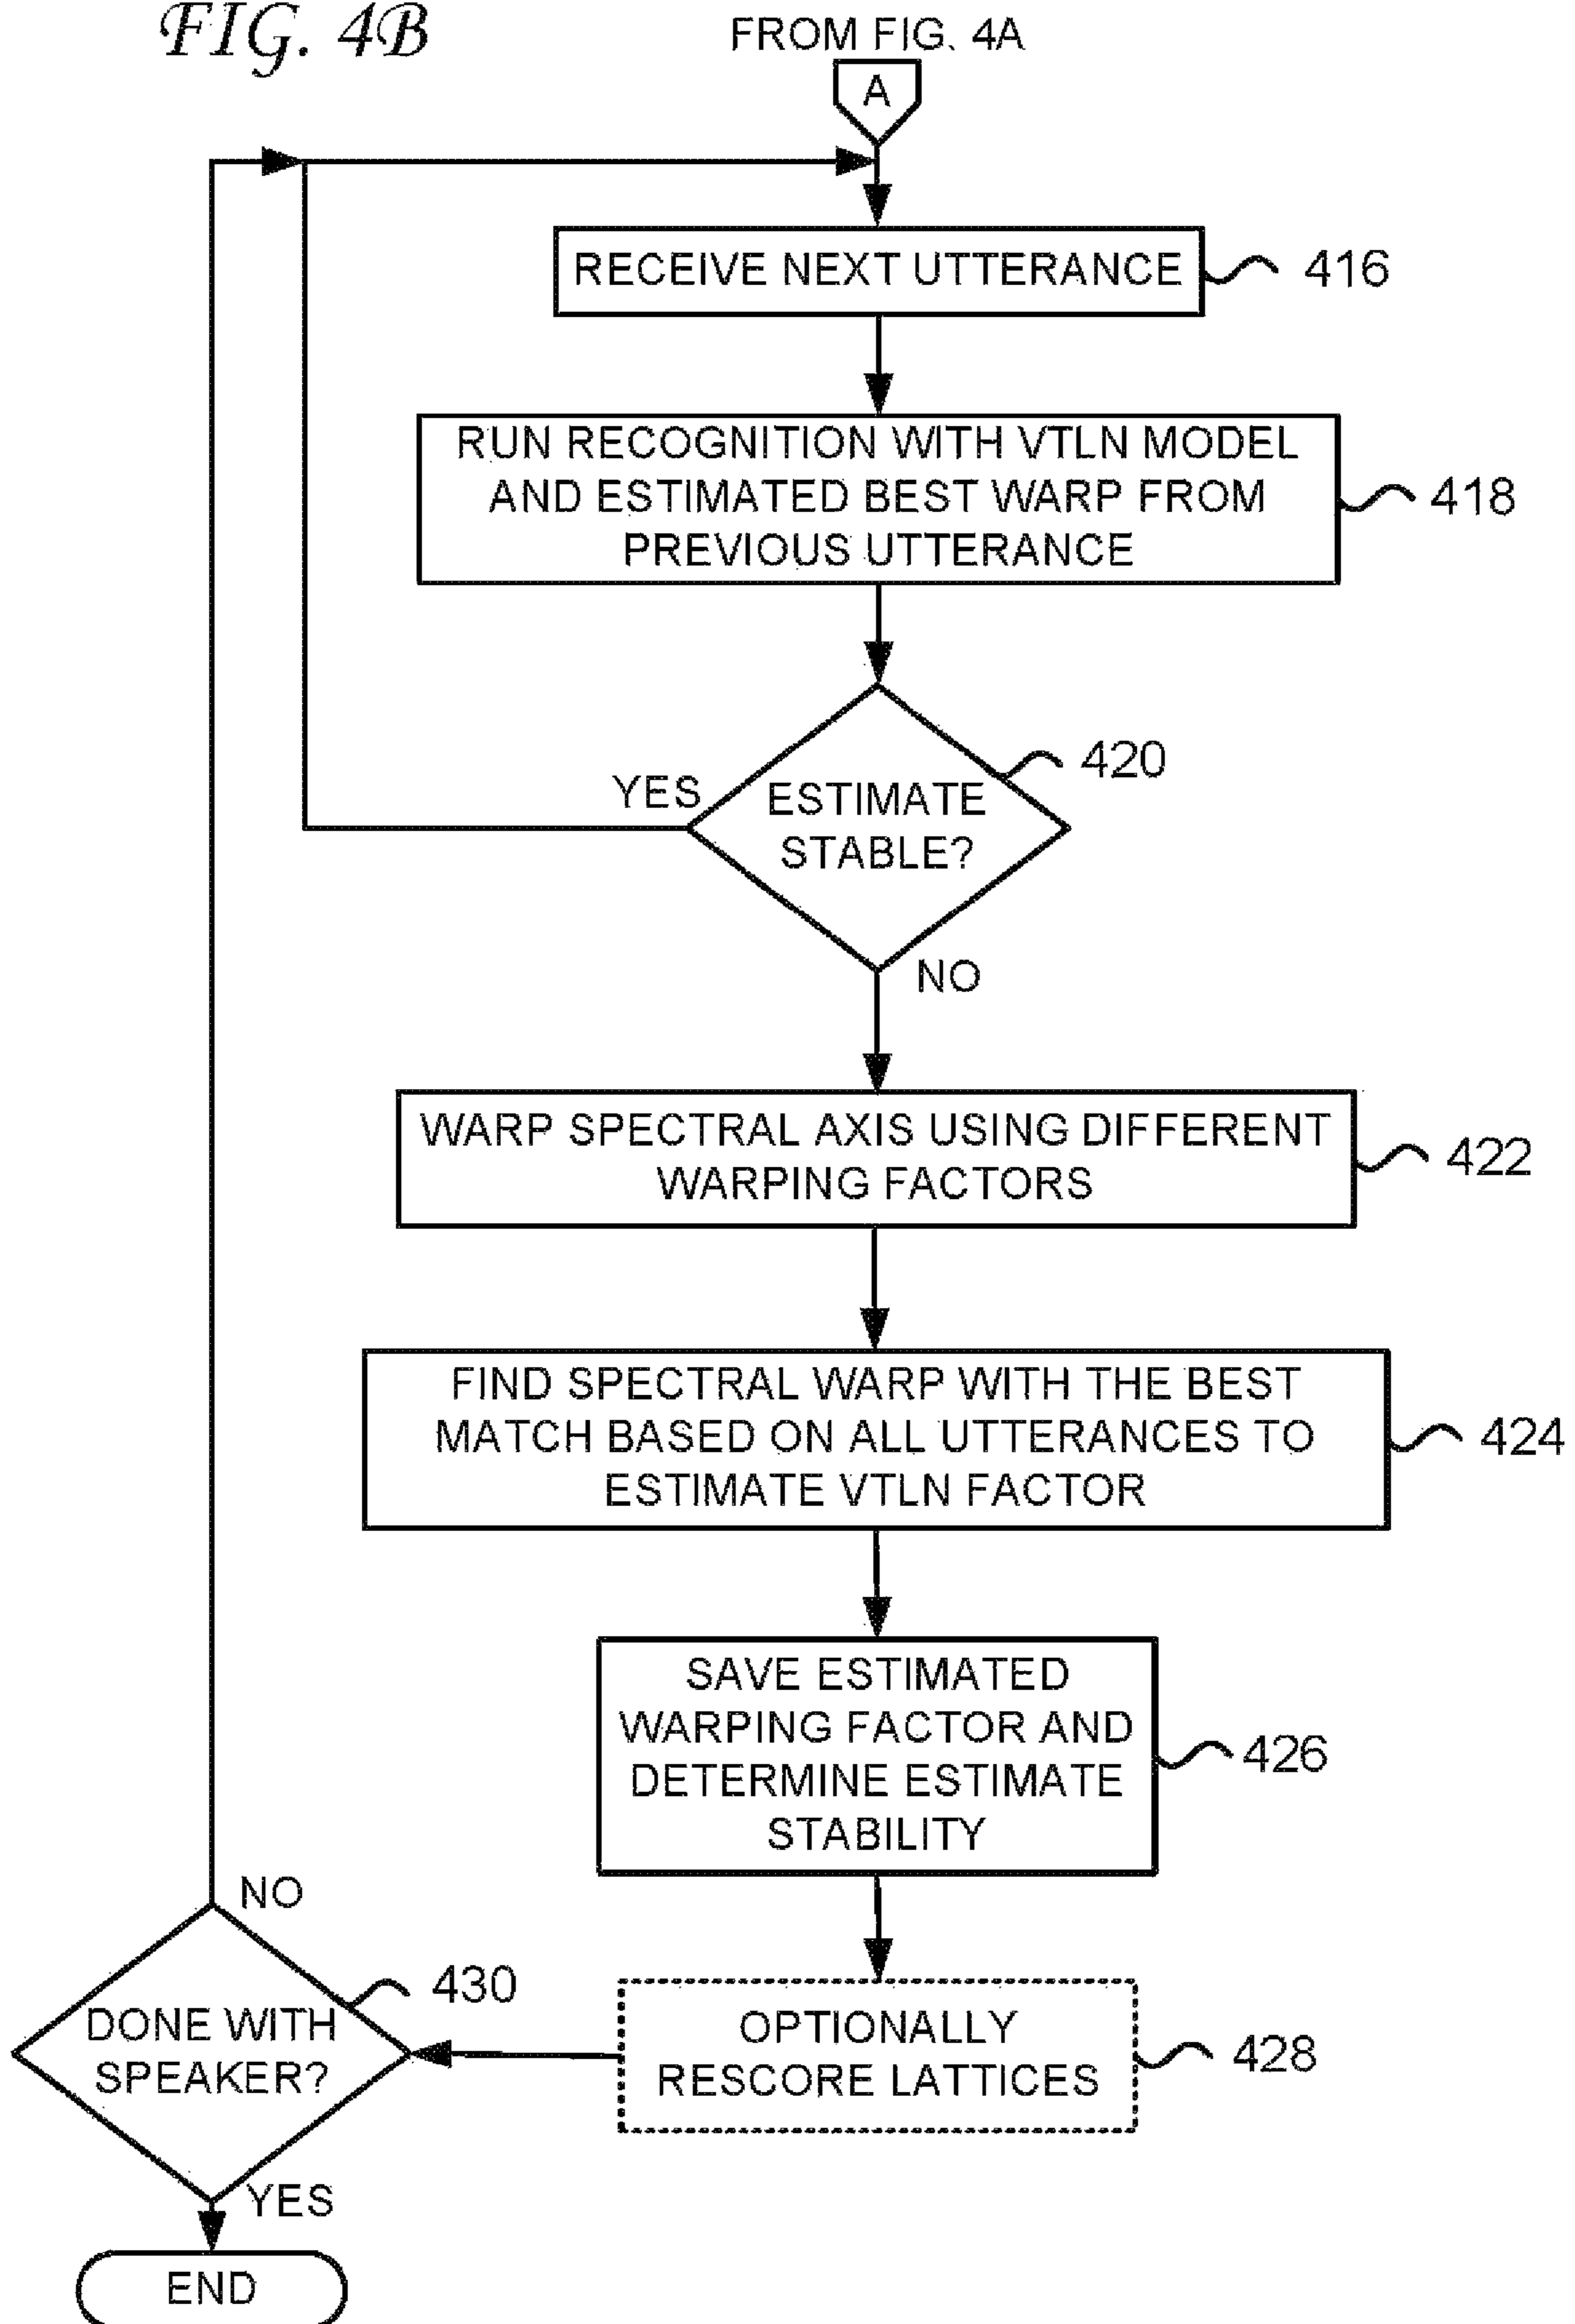 FIG. 4B
FROM FIG. 4A
A
RECEIVE NEXT UTTERANCE
416
RUN RECOGNITION WITH VTLN MODEL
AND ESTIMATED BEST WARP FROM
PREVIOUS UTTERANCE
418
420
YES
ESTIMATE
STABLE?
NO
WARP SPECTRAL AXIS USING DIFFERENT
WARPING FACTORS
422
FIND SPECTRAL WARP WITH THE BEST
MATCH BASED ON ALL UTTERANCES TO
ESTIMATE VTLN FACTOR
424
SAVE ESTIMATED
WARPING FACTOR AND
DETERMINE ESTIMATE
STABILITY
426
OPTIONALLY
RESCORE LATTICES
428
NO
430
DONE WITH
SPEAKER?
YES
END